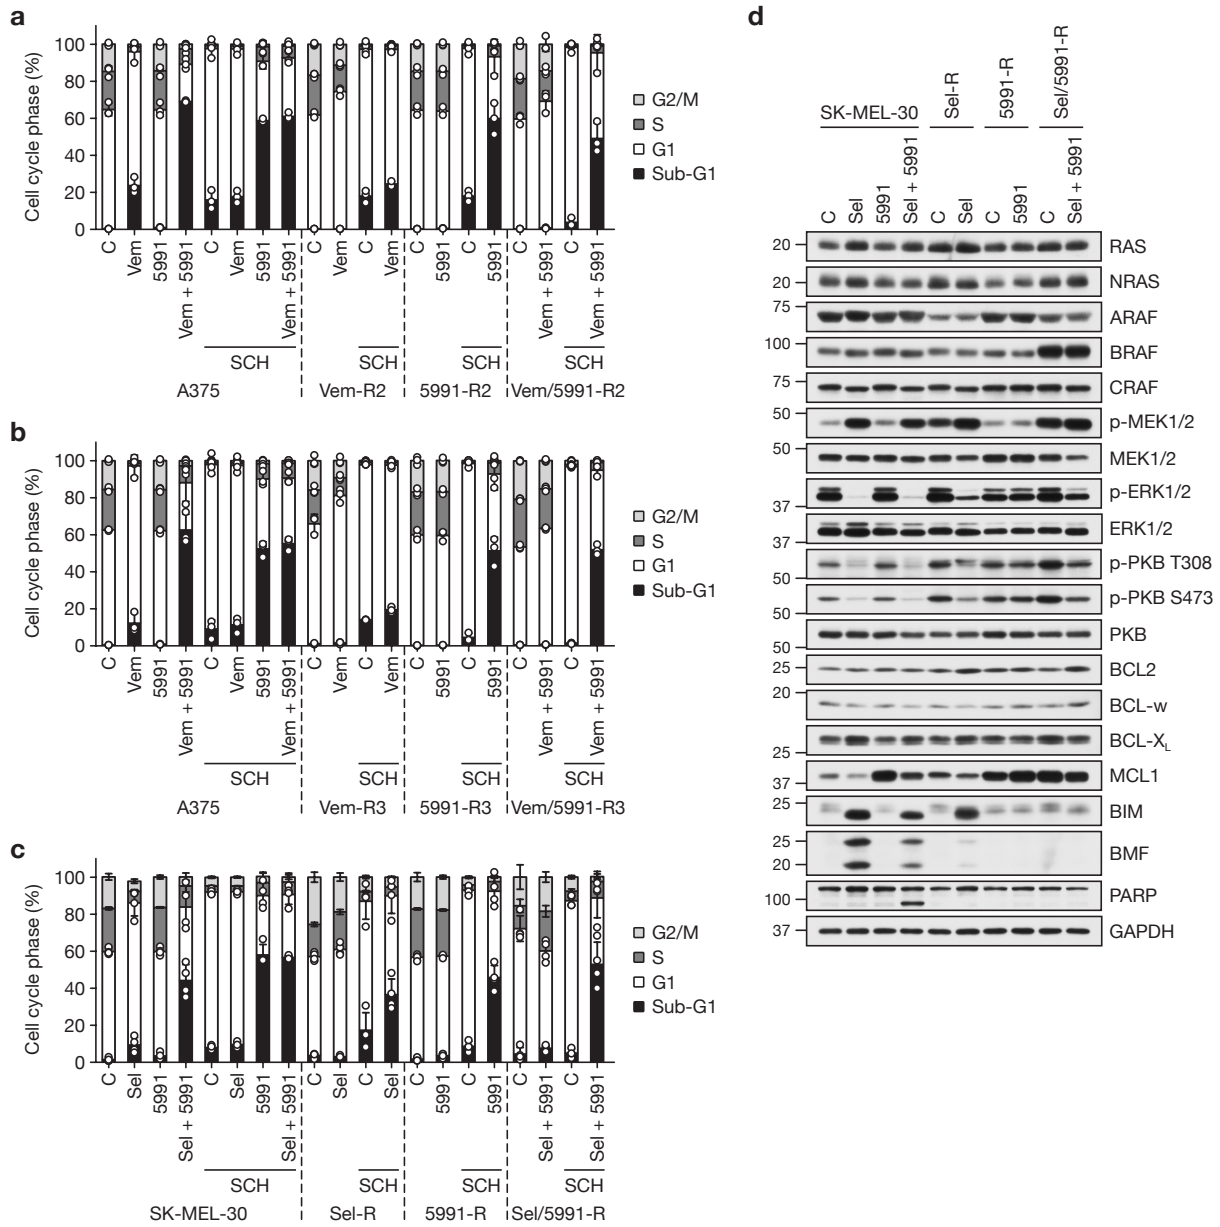 a
Cell cycle phase (%)
100
80
60
40
20
0
G2/M
S
G1
Sub-G1
C
Vem
5991
Vem + 5991
C
Vem
5991
Vem + 5991
C
Vem
C
Vem
C
5991
C
5991
C
Vem + 5991
C
Vem + 5991
SCH
SCH
SCH
SCH
A375
Vem-R2
5991-R2
Vem/5991-R2
b
Cell cycle phase (%)
100
80
60
40
20
0
G2/M
S
G1
Sub-G1
C
Vem
5991
Vem + 5991
C
Vem
5991
Vem + 5991
C
Vem
C
Vem
C
5991
C
5991
C
Vem + 5991
C
Vem + 5991
SCH
SCH
SCH
SCH
A375
Vem-R3
5991-R3
Vem/5991-R3
c
Cell cycle phase (%)
100
80
60
40
20
0
G2/M
S
G1
Sub-G1
C
Sel
5991
Sel + 5991
C
Sel
5991
Sel + 5991
C
Sel
C
Sel
C
5991
C
5991
C
Sel + 5991
C
Sel + 5991
SCH
SCH
SCH
SCH
SK-MEL-30
Sel-R
5991-R
Sel/5991-R
d
SK-MEL-30
Sel-R
5991-R
Sel/5991-R
C
Sel
5991
Sel + 5991
C
Sel
C
5991
C
Sel + 5991
20 RAS
20 NRAS
75 ARAF
100 BRAF
75 CRAF
50 p-MEK1/2
50 MEK1/2
37 p-ERK1/2
37 ERK1/2
50 p-PKB T308
50 p-PKB S473
50 PKB
25 BCL2
20 BCL-w
25 BCL-XL
37 MCL1
25 BIM
25 BMF
20
100 PARP
37 GAPDH